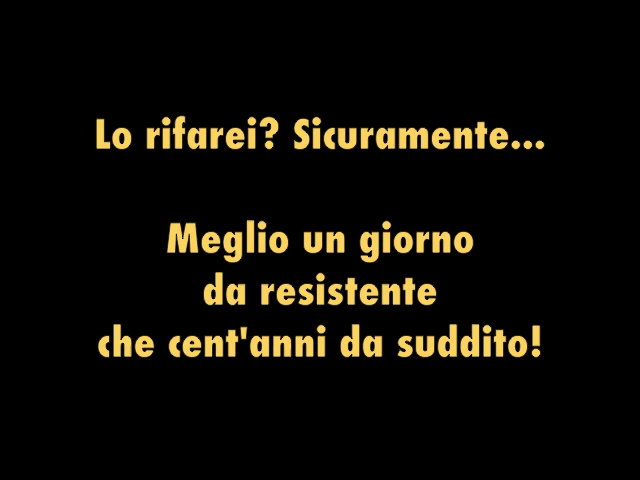 Lo rifarei? Sicuramente...
Meglio un giorno
da resistente
che cent'anni da suddito!